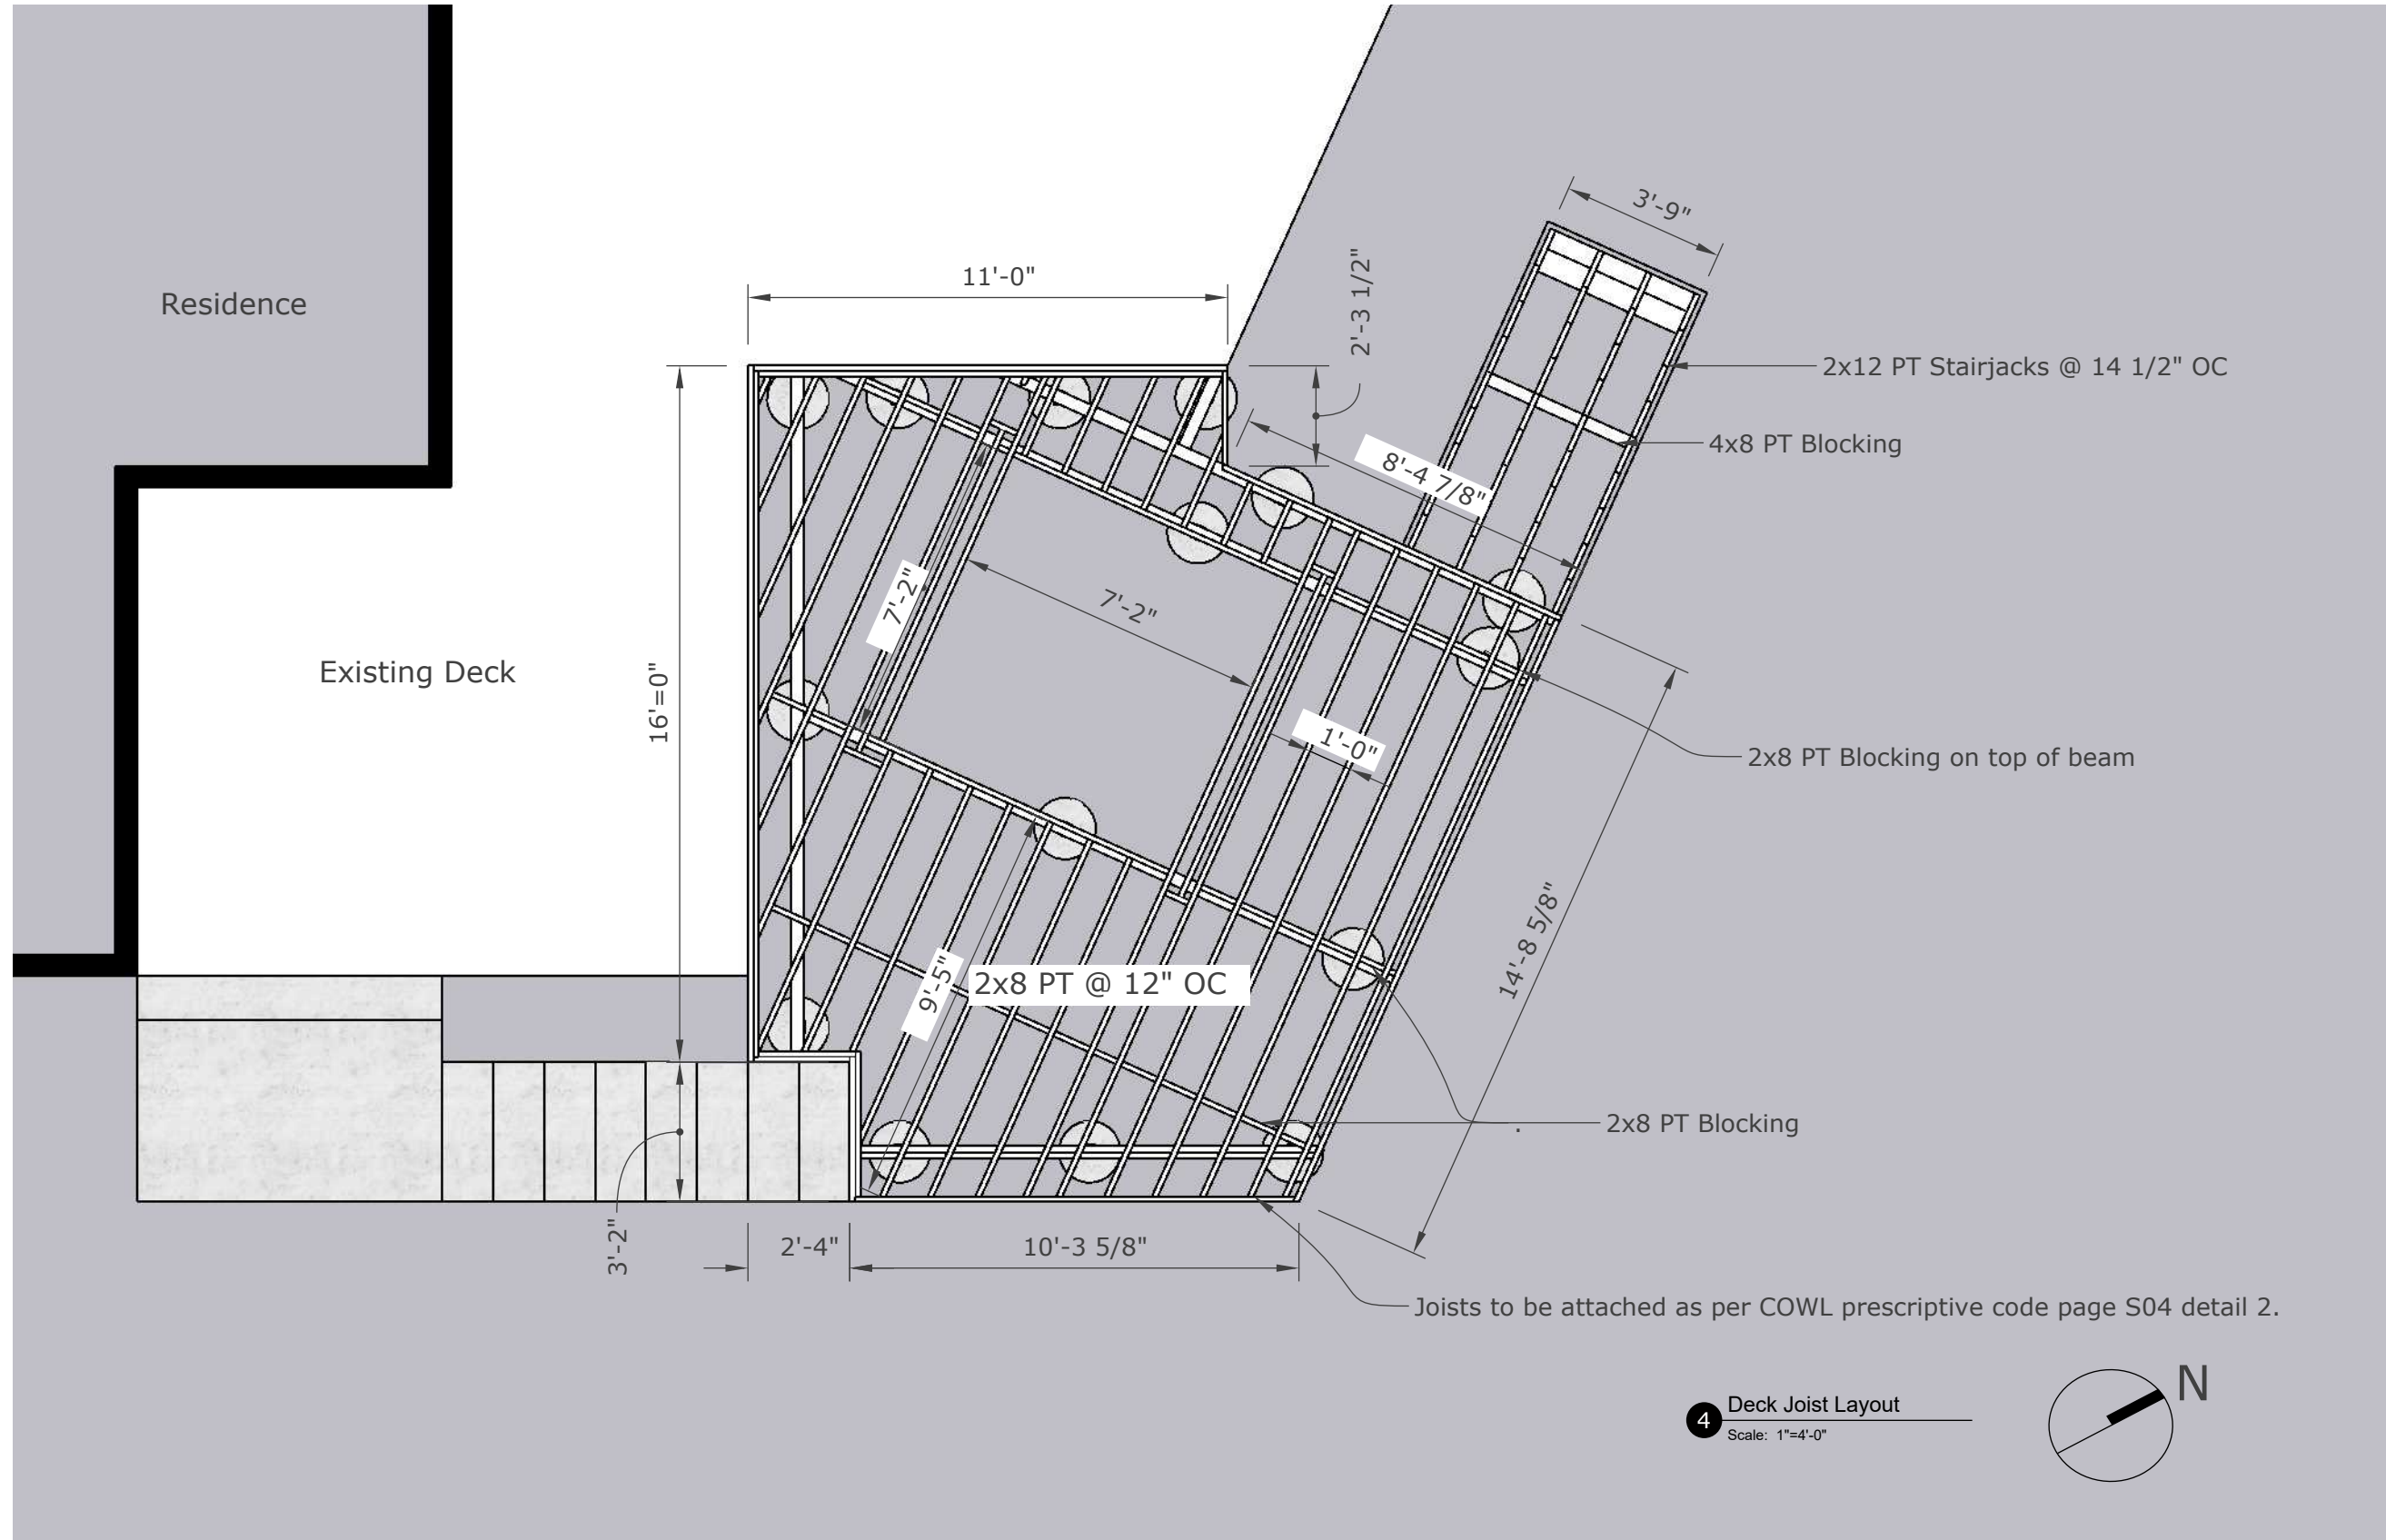 3'-9"
11'-0"
2'-3 1/2"
Residence
2x12 PT Stairjacks @ 14 1/2" OC
4x8 PT Blocking
8'-4 7/8"
7'-2"
7'-2"
Existing Deck
16'=0"
1'-0"
2x8 PT Blocking on top of beam
14'-8 5/8"
9'-5"
2x8 PT @ 12" OC
.
2x8 PT Blocking
3'-2"
2'-4"
10'-3 5/8"
Joists to be attached as per COWL prescriptive code page S04 detail 2.
4
Deck Joist Layout
Scale: 1"=4'-0"
N